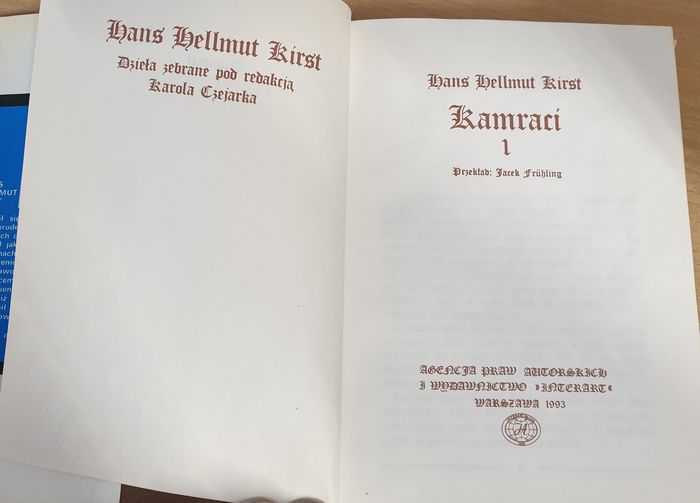 Hans Hellmut Kirst
Dzieła zebrane pod redakcją
Karola Czejarka
Hans Hellmut Kirst
Kamraci
1
Przekład: Jacek Frühling
AGENCJA PRAW AUTORSKICH
I WYDAWNICTWO »INTERART«
WARSZAWA 1993